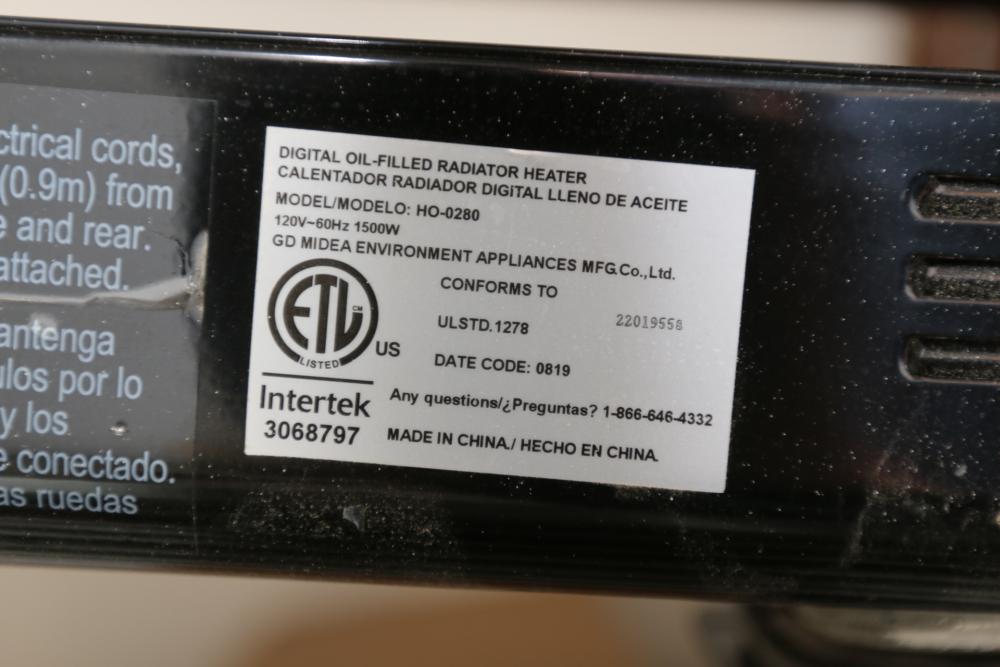 ctrical cords,
(0.9m) from
e and rear.
attached.
antenga
ulos por lo
y los
e conectado.
as ruedas
DIGITAL OIL-FILLED RADIATOR HEATER
CALENTADOR RADIADOR DIGITAL LLENO DE ACEITE
MODEL/MODELO: HO-0280
120V~60Hz 1500W
GD MIDEA ENVIRONMENT APPLIANCES MFG.Co.,Ltd.
CONFORMS TO
ULSTD.1278 22019558
DATE CODE: 0819
ETL CM
LISTED
US
Intertek
3068797
Any questions/¿Preguntas? 1-866-646-4332
MADE IN CHINA./ HECHO EN CHINA.